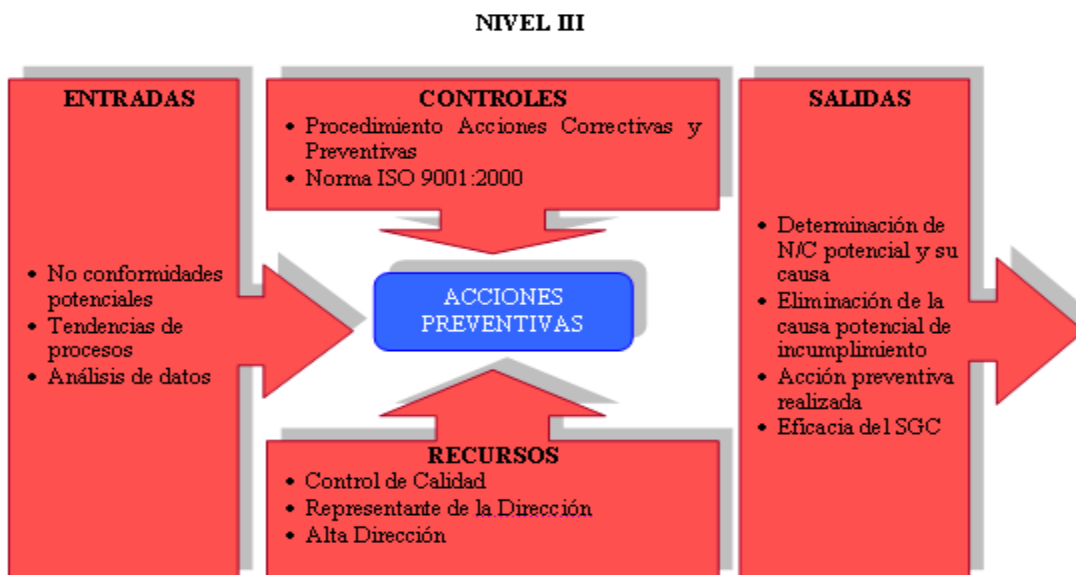 NIVEL III
ENTRADAS
• No conformidades
potenciales
• Tendencias de
procesos
• Análisis de datos
CONTROLES
• Procedimiento Acciones Correctivas y
Preventivas
• Norma ISO 9001:2000
ACCIONES
PREVENTIVAS
RECURSOS
• Control de Calidad
• Representante de la Dirección
• Alta Dirección
SALIDAS
• Determinación de
N/C potencial y su
causa
• Eliminación de la
causa potencial de
incumplimiento
• Acción preventiva
realizada
• Eficacia del SGC